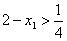 2 - x₁ > 1/4